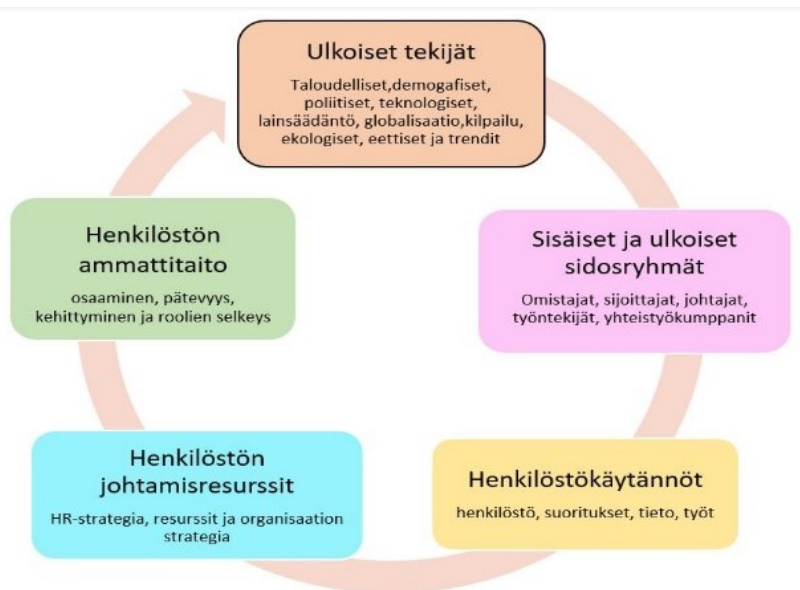 Ulkoiset tekijät
Taloudelliset,demogafiset,
poliitiset, teknologiset,
lainsäädäntö, globalisaatio,kilpailu,
ekologiset, eettiset ja trendit
Sisäiset ja ulkoiset
sidosryhmät
Omistajat, sijoittajat, johtajat,
työntekijät, yhteistyökumppanit
Henkilöstökäytännöt
henkilöstö, suoritukset, tieto, työt
Henkilöstön
johtamisresurssit
HR-strategia, resurssit ja organisaation
strategia
Henkilöstön
ammattitaito
osaaminen, pätevyys,
kehittyminen ja roolien selkeys